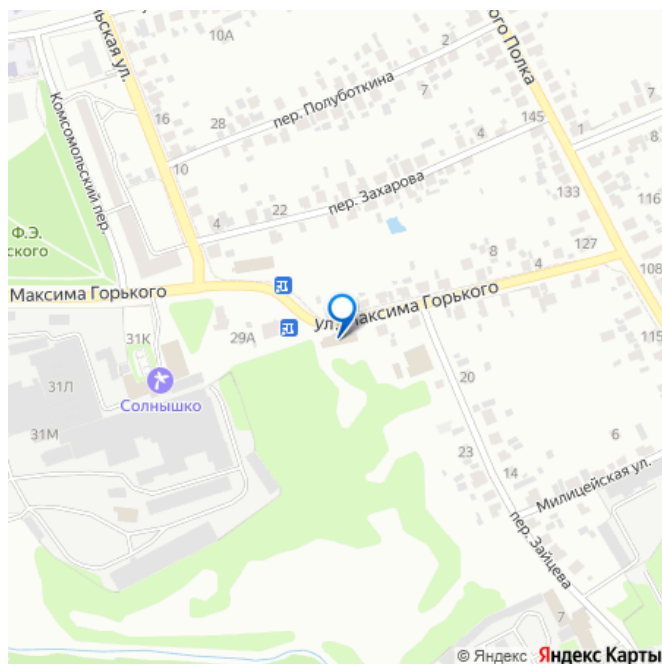 ьская ул.
10А
2
ого Полка
пер. Полуботкина
7
16
28
Комсомольский пер.
10
4
145
1
8
пер. Захарова
133
22
116
4
Ф.Э.
ского
127
8
4
108
Максима Горького
ул. Максима Горького
31К
29А
115
31Л
20
Солнышко
31М
6
23
14
Милицейская ул.
пер. Зайцева
7
© Яндекс Яндекс Карты